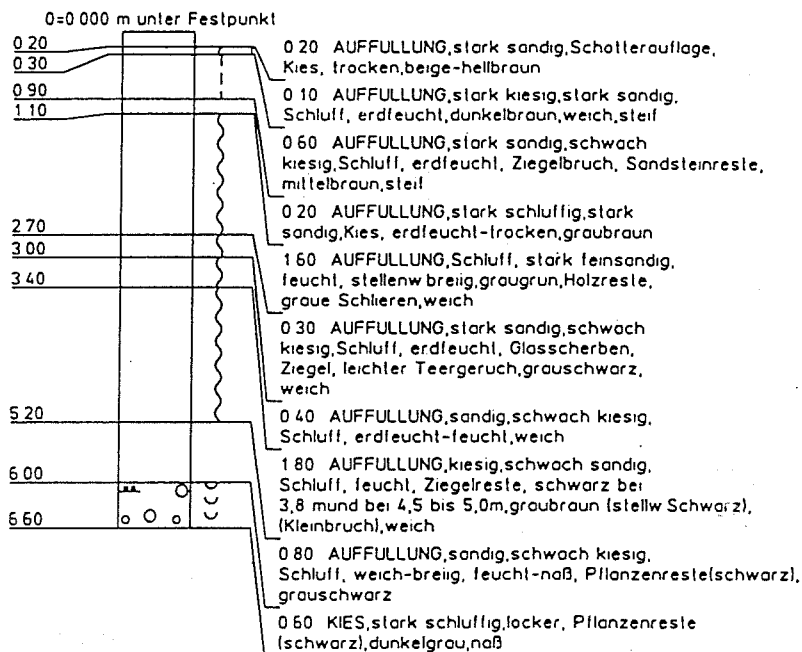 0=0 000 m unter Festpunkt
0 20
0 30
0 90
1.10
2 70
3 00
3 40
5.20
6 00
6 60
0 20 AUFFULLUNG,stark sandig,Schotterauflage,
Kies, trocken,beige-hellbraun
0 10 AUFFULLUNG,stark kiesig,stark sandig,
Schluff, erdfeucht,dunkelbraun,weich,steif
0 60 AUFFULLUNG,stark sandig,schwach
kiesig,Schluff, erdfeucht, Ziegelbruch, Sandsteinreste,
mittelbraun,steif
0 20 AUFFULLUNG,stark schluffig,stark
sandig,Kies, erdfeucht-trocken,graubraun
1 60 AUFFULLUNG,Schluff, stark feinsandig,
feucht, stellenw breiig,graugrun,Holzreste,
graue Schlieren,weich
0 30 AUFFULLUNG,stark sandig,schwach
kiesig,Schluff, erdfeucht, Glasscherben,
Ziegel, leichter Teergeruch,grauschwarz,
weich
0 40 AUFFULLUNG,sandig,schwach kiesig,
Schluff, erdfeucht-feucht,weich
1 80 AUFFULLUNG,kiesig,schwach sandig,
Schluff, feucht, Ziegelreste, schwarz bei
3,8 mund bei 4,5 bis 5,0m,graubraun (stellw Schwarz),
(Kleinbruch),weich
0 80 AUFFULLUNG,sandig,schwach kiesig,
Schluff, weich-breiig, feucht-naß, Pflanzenreste(schwarz),
grauschwarz
0 60 KIES,stark schluffig,locker, Pflanzenreste
(schwarz),dunkelgrau,naß